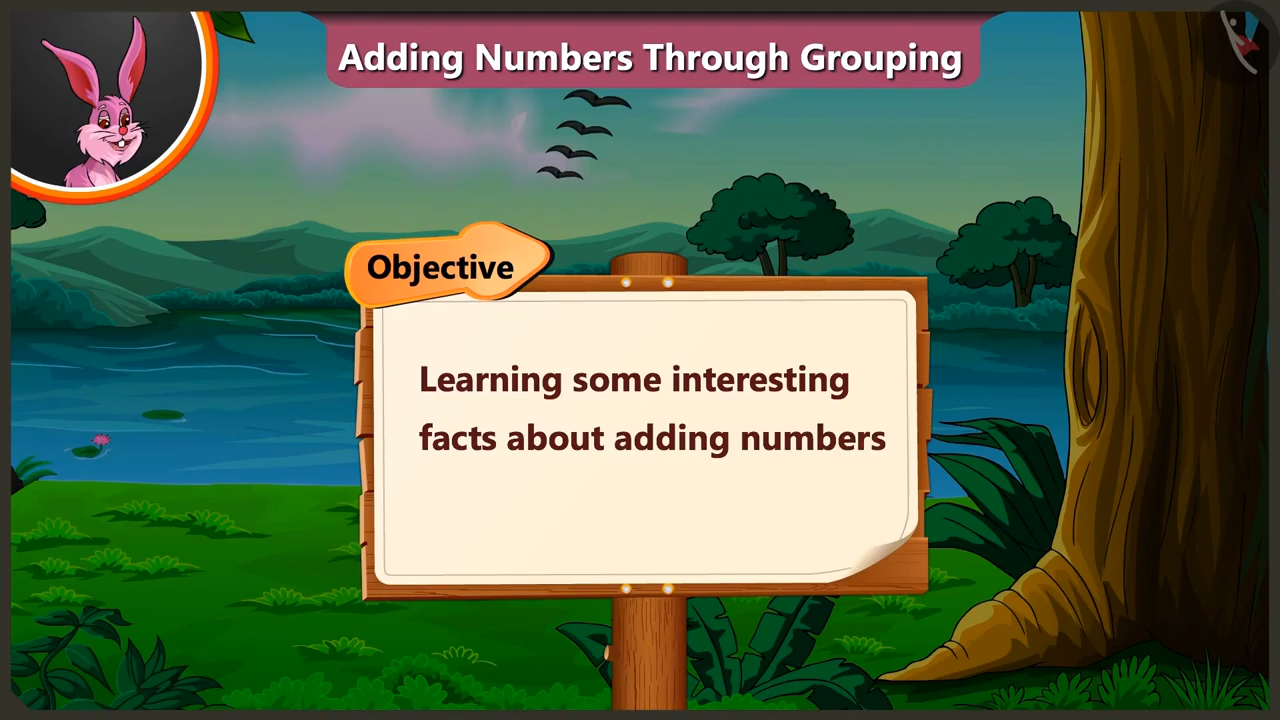 Adding Numbers Through Grouping
Objective
Learning some interesting
facts about adding numbers